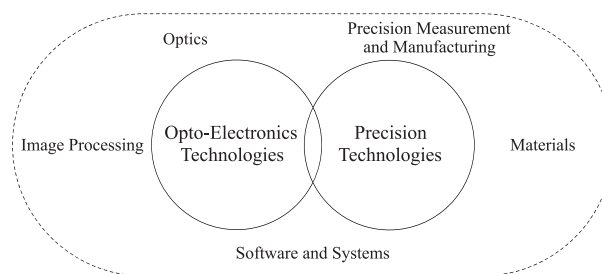 Optics
Precision Measurement
and Manufacturing
Image Processing
Opto-Electronics
Technologies
Precision
Technologies
Materials
Software and Systems